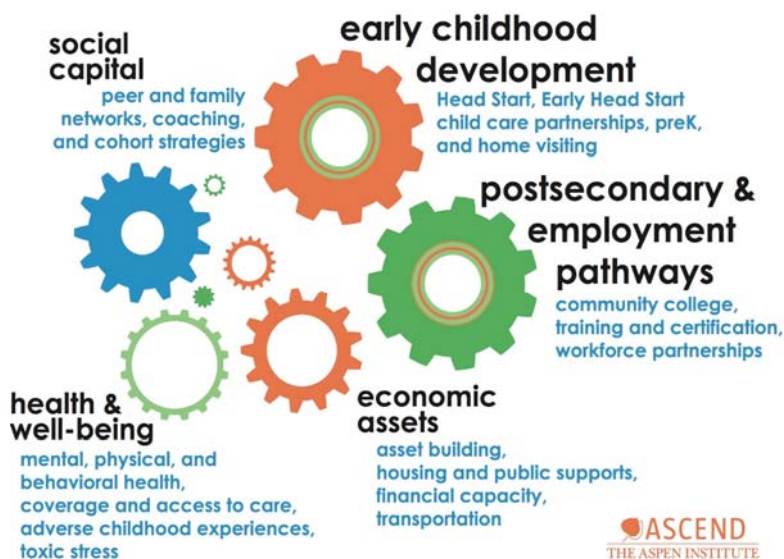 social
capital
peer and family
networks, coaching,
and cohort strategies
early childhood
development
Head Start, Early Head Start
child care partnerships, preK,
and home visiting
postsecondary &
employment
pathways
community college,
training and certification,
workforce partnerships
economic
assets
asset building,
housing and public supports,
financial capacity,
transportation
health &
well-being
mental, physical, and
behavioral health,
coverage and access to care,
adverse childhood experiences,
toxic stress
ASCEND
THE ASPEN INSTITUTE